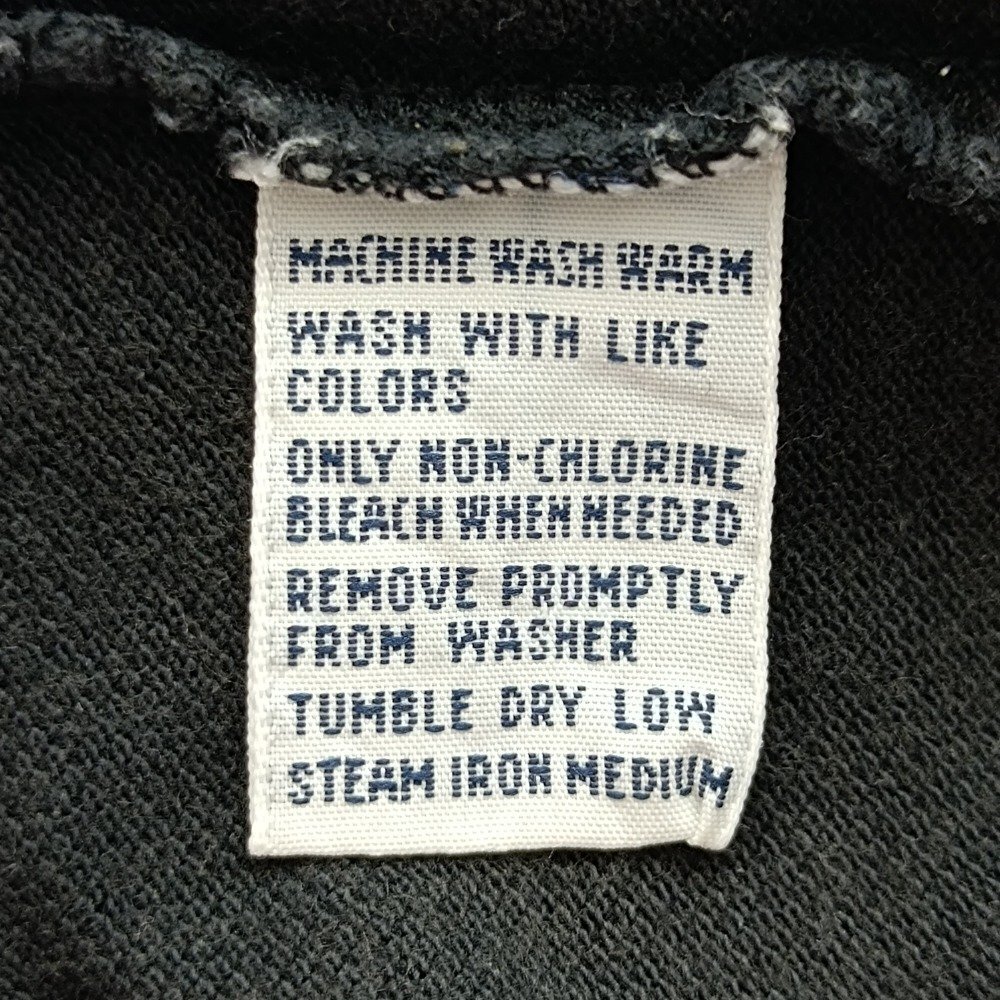 MACHINE WASH WARM
WASH WITH LIKE
COLORS
ONLY NON-CHLORINE
BLEACH WHEN NEEDED
REMOVE PROMPTLY
FROM WASHER
TUMBLE DRY LOW
STEAM IRON MEDIUM